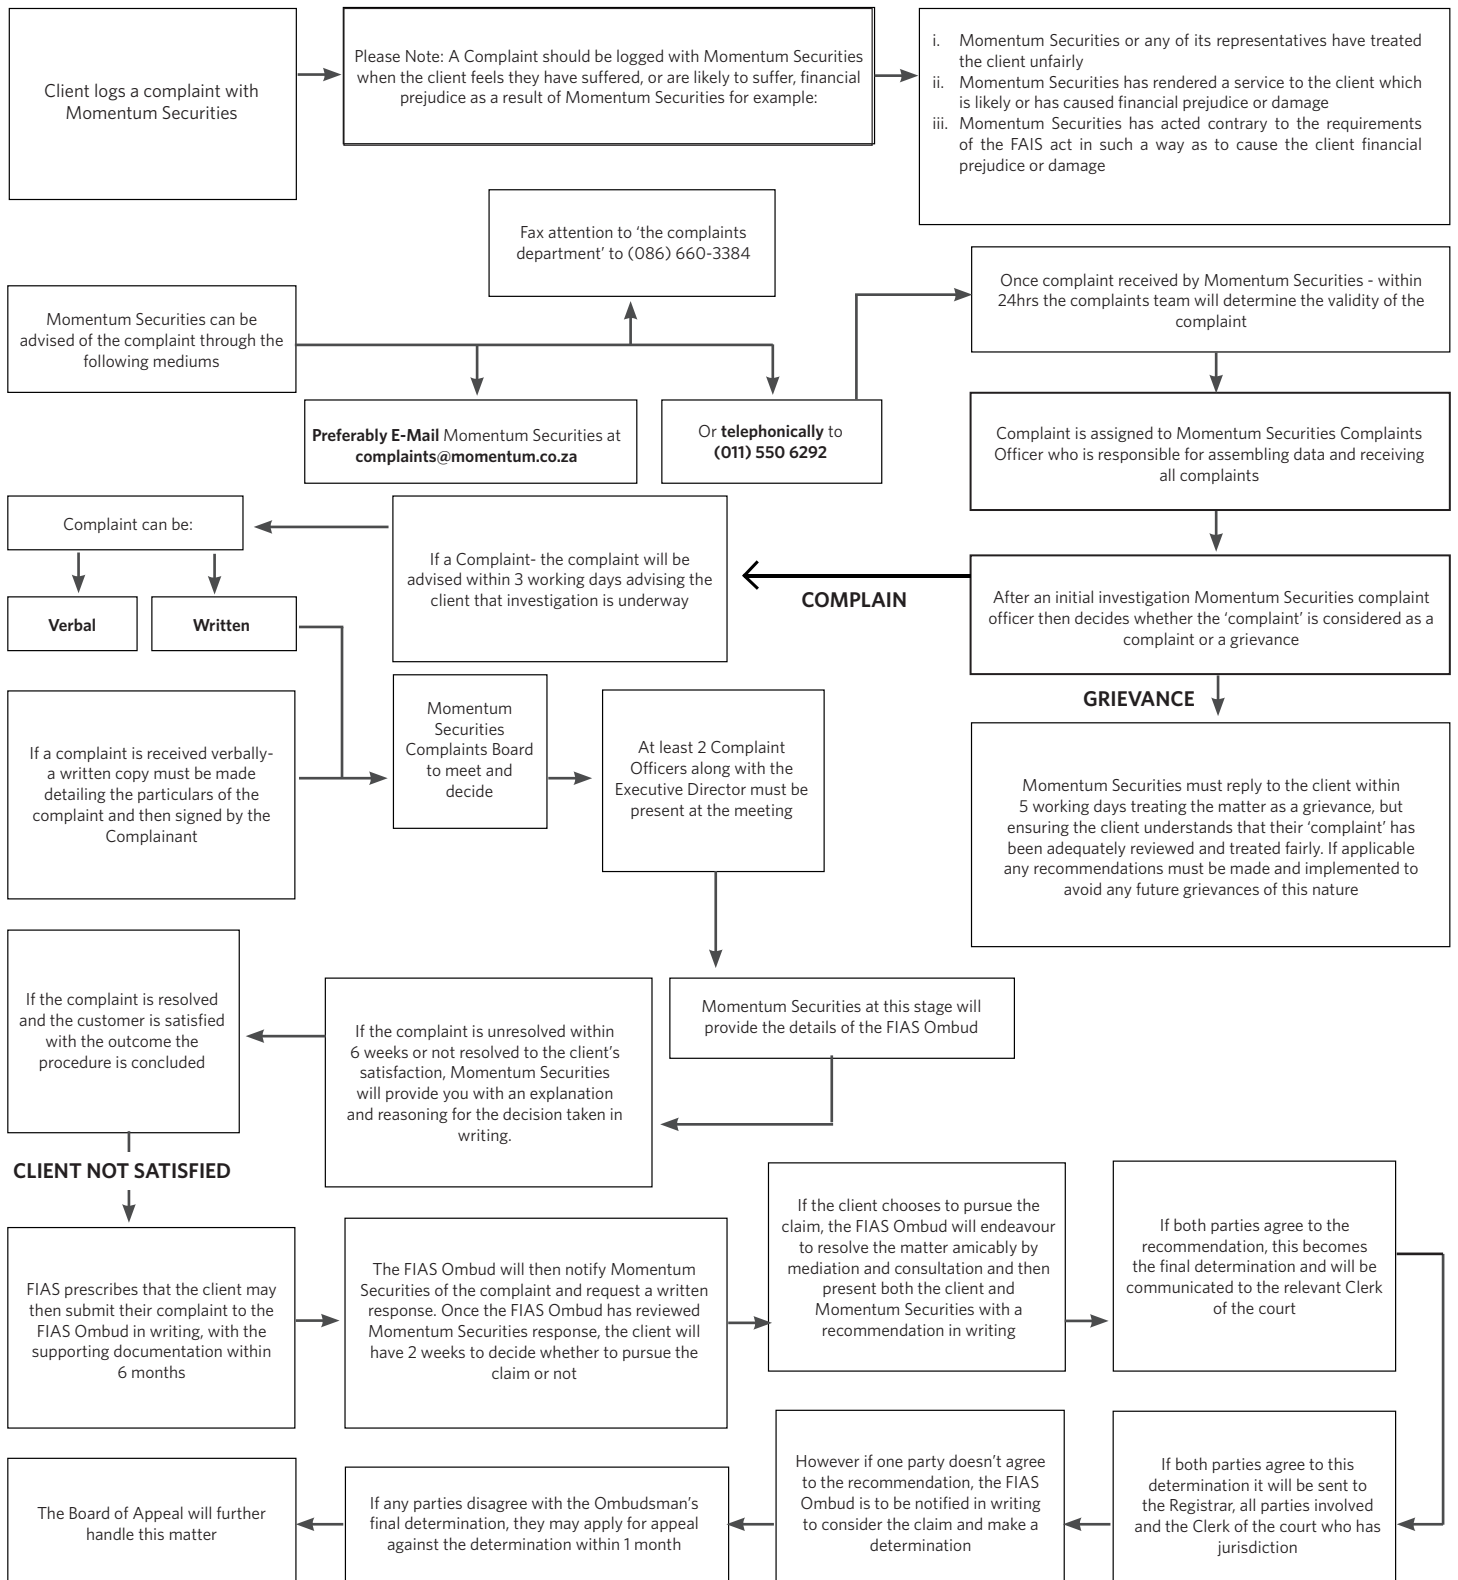 Client logs a complaint with
Momentum Securities
Please Note: A Complaint should be logged with Momentum Securities
when the client feels they have suffered, or are likely to suffer, financial
prejudice as a result of Momentum Securities for example:
i. Momentum Securities or any of its representatives have treated
the client unfairly
ii. Momentum Securities has rendered a service to the client which
is likely or has caused financial prejudice or damage
iii. Momentum Securities has acted contrary to the requirements
of the FAIS act in such a way as to cause the client financial
prejudice or damage
Fax attention to ‘the complaints
department’ to (086) 660-3384
Momentum Securities can be
advised of the complaint through the
following mediums
Preferably E-Mail Momentum Securities at
complaints@momentum.co.za
Or telephonically to
(011) 550 6292
Once complaint received by Momentum Securities - within
24hrs the complaints team will determine the validity of the
complaint
Complaint is assigned to Momentum Securities Complaints
Officer who is responsible for assembling data and receiving
all complaints
After an initial investigation Momentum Securities complaint
officer then decides whether the ‘complaint’ is considered as a
complaint or a grievance
COMPLAIN
If a Complaint- the complaint will be
advised within 3 working days advising the
client that investigation is underway
Complaint can be:
Verbal
Written
GRIEVANCE
Momentum Securities must reply to the client within
5 working days treating the matter as a grievance, but
ensuring the client understands that their ‘complaint’ has
been adequately reviewed and treated fairly. If applicable
any recommendations must be made and implemented to
avoid any future grievances of this nature
If a complaint is received verbally-
a written copy must be made
detailing the particulars of the
complaint and then signed by the
Complainant
Momentum
Securities
Complaints Board
to meet and
decide
At least 2 Complaint
Officers along with the
Executive Director must be
present at the meeting
Momentum Securities at this stage will
provide the details of the FIAS Ombud
If the complaint is unresolved within
6 weeks or not resolved to the client’s
satisfaction, Momentum Securities
will provide you with an explanation
and reasoning for the decision taken in
writing.
If the complaint is resolved
and the customer is satisfied
with the outcome the
procedure is concluded
CLIENT NOT SATISFIED
FIAS prescribes that the client may
then submit their complaint to the
FIAS Ombud in writing, with the
supporting documentation within
6 months
The FIAS Ombud will then notify Momentum
Securities of the complaint and request a written
response. Once the FIAS Ombud has reviewed
Momentum Securities response, the client will
have 2 weeks to decide whether to pursue the
claim or not
If the client chooses to pursue the
claim, the FIAS Ombud will endeavour
to resolve the matter amicably by
mediation and consultation and then
present both the client and
Momentum Securities with a
recommendation in writing
If both parties agree to the
recommendation, this becomes
the final determination and will be
communicated to the relevant Clerk
of the court
If both parties agree to this
determination it will be sent to
the Registrar, all parties involved
and the Clerk of the court who has
jurisdiction
However if one party doesn’t agree
to the recommendation, the FIAS
Ombud is to be notified in writing
to consider the claim and make a
determination
If any parties disagree with the Ombudsman’s
final determination, they may apply for appeal
against the determination within 1 month
The Board of Appeal will further
handle this matter